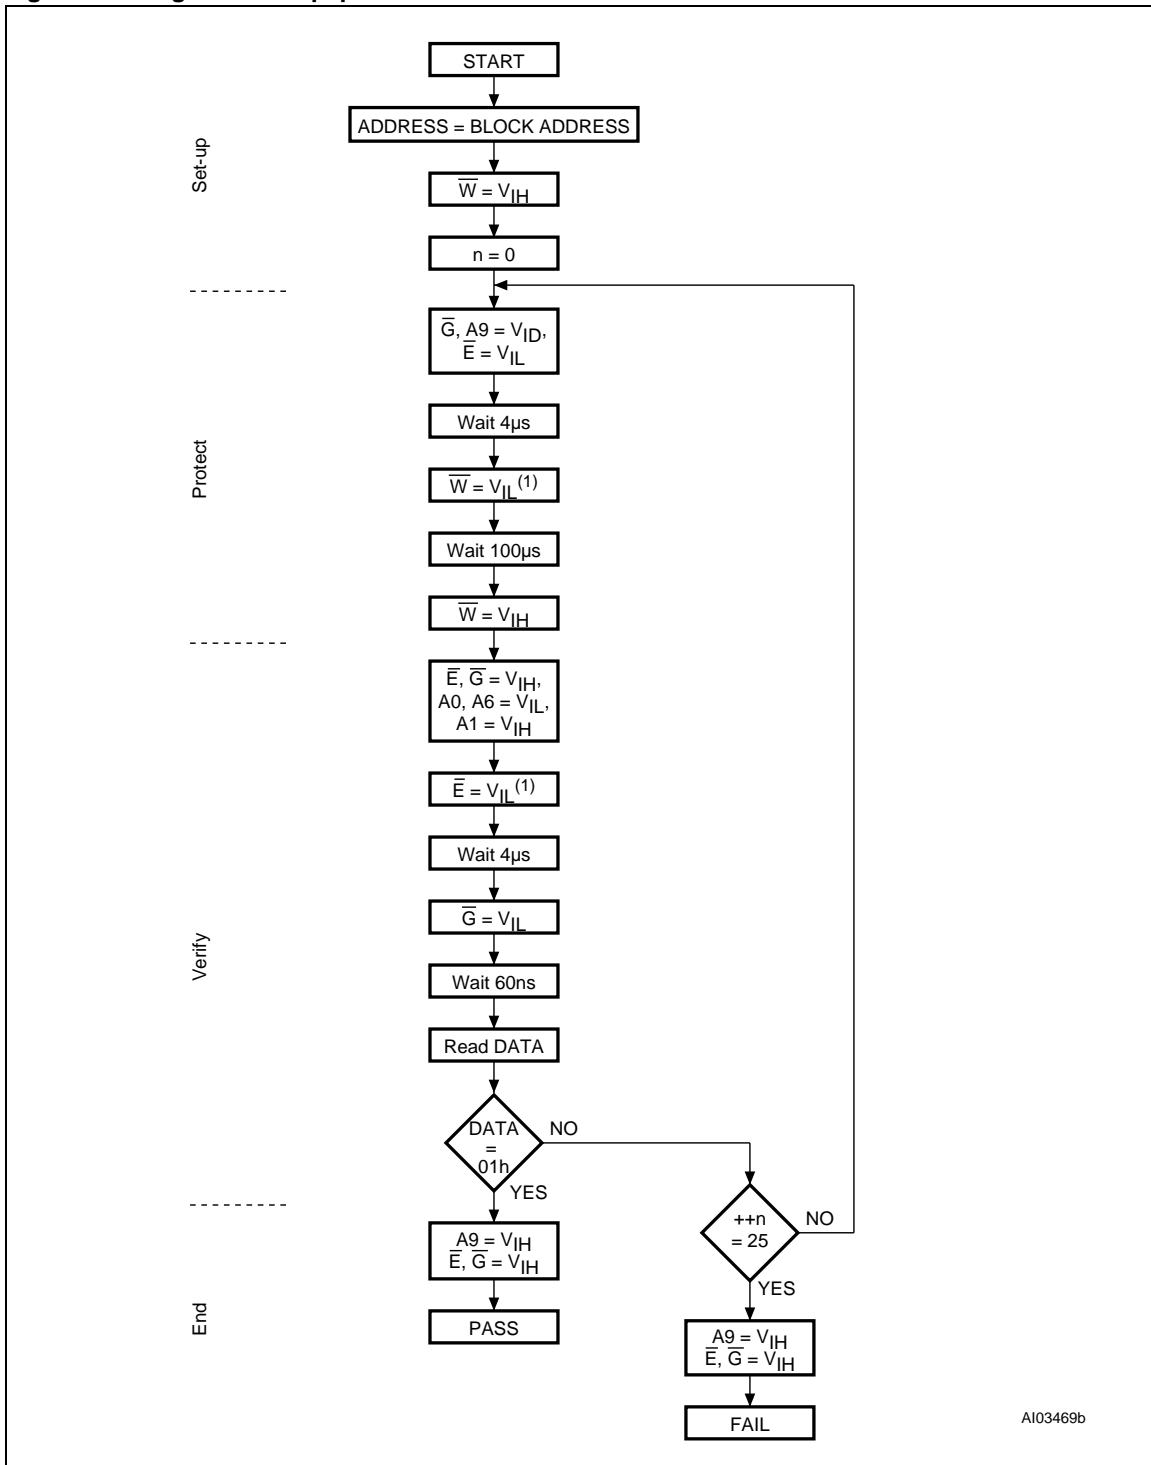 START
ADDRESS = BLOCK ADDRESS
Set-up
W̅ = VIH
n = 0
G̅, A9 = VID,
E̅ = VIL
Wait 4µs
Protect
W̅ = VIL(1)
Wait 100µs
W̅ = VIH
E̅, G̅ = VIH,
A0, A6 = VIL,
A1 = VIH
E̅ = VIL(1)
Wait 4µs
G̅ = VIL
Verify
Wait 60ns
Read DATA
DATA
=
01h
NO
YES
++n
= 25
NO
YES
A9 = VIH
E̅, G̅ = VIH
End
PASS
A9 = VIH
E̅, G̅ = VIH
FAIL
AI03469b